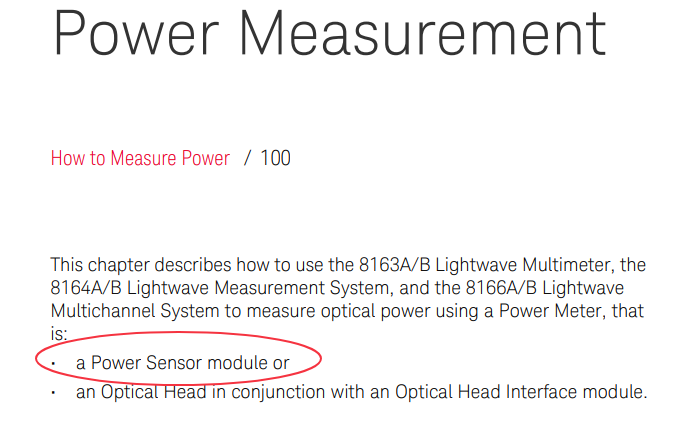 Power Measurement
How to Measure Power / 100
This chapter describes how to use the 8163A/B Lightwave Multimeter, the
8164A/B Lightwave Measurement System, and the 8166A/B Lightwave
Multichannel System to measure optical power using a Power Meter, that
is:
· a Power Sensor module or
· an Optical Head in conjunction with an Optical Head Interface module.